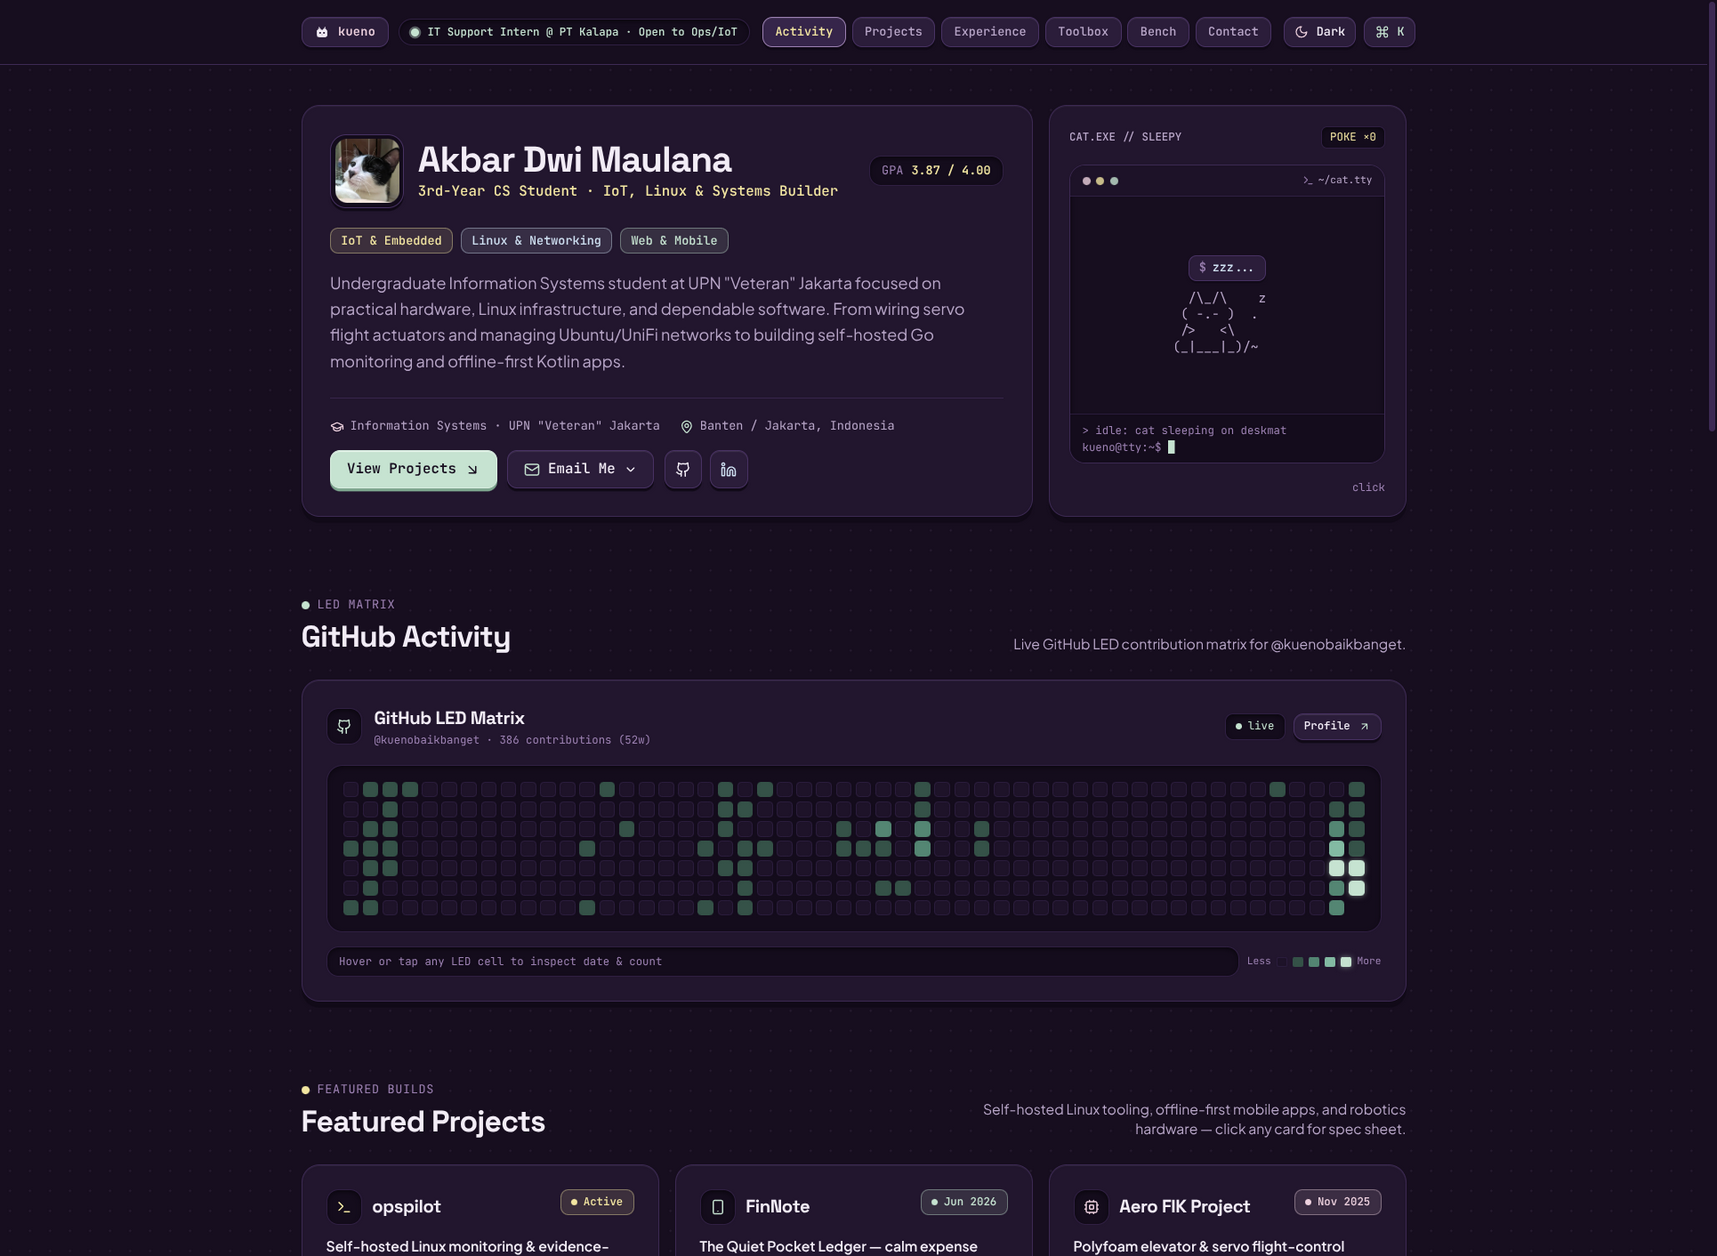 kueno
IT Support Intern @ PT Kalapa · Open to Ops/IoT
Activity
Projects
Experience
Toolbox
Bench
Contact
Dark
⌘ K
Akbar Dwi Maulana
3rd-Year CS Student · IoT, Linux & Systems Builder
GPA 3.87 / 4.00
IoT & Embedded
Linux & Networking
Web & Mobile
Undergraduate Information Systems student at UPN "Veteran" Jakarta focused on
practical hardware, Linux infrastructure, and dependable software. From wiring servo
flight actuators and managing Ubuntu/UniFi networks to building self-hosted Go
monitoring and offline-first Kotlin apps.
Information Systems · UPN "Veteran" Jakarta
Banten / Jakarta, Indonesia
View Projects
Email Me
CAT.EXE // SLEEPY
POKE ×0
~/cat.tty
$ zzz...
/\_/\    z
( -.- )  .
/>   <\
(_|___|_)/~
> idle: cat sleeping on deskmat
kueno@tty:~$
click
LED MATRIX
GitHub Activity
Live GitHub LED contribution matrix for @kuenobaikbanget.
GitHub LED Matrix
@kuenobaikbanget · 386 contributions (52w)
live
Profile
Hover or tap any LED cell to inspect date & count
Less
More
FEATURED BUILDS
Featured Projects
Self-hosted Linux tooling, offline-first mobile apps, and robotics
hardware — click any card for spec sheet.
opspilot
Active
Self-hosted Linux monitoring & evidence-
FinNote
Jun 2026
The Quiet Pocket Ledger — calm expense
Aero FIK Project
Nov 2025
Polyfoam elevator & servo flight-control